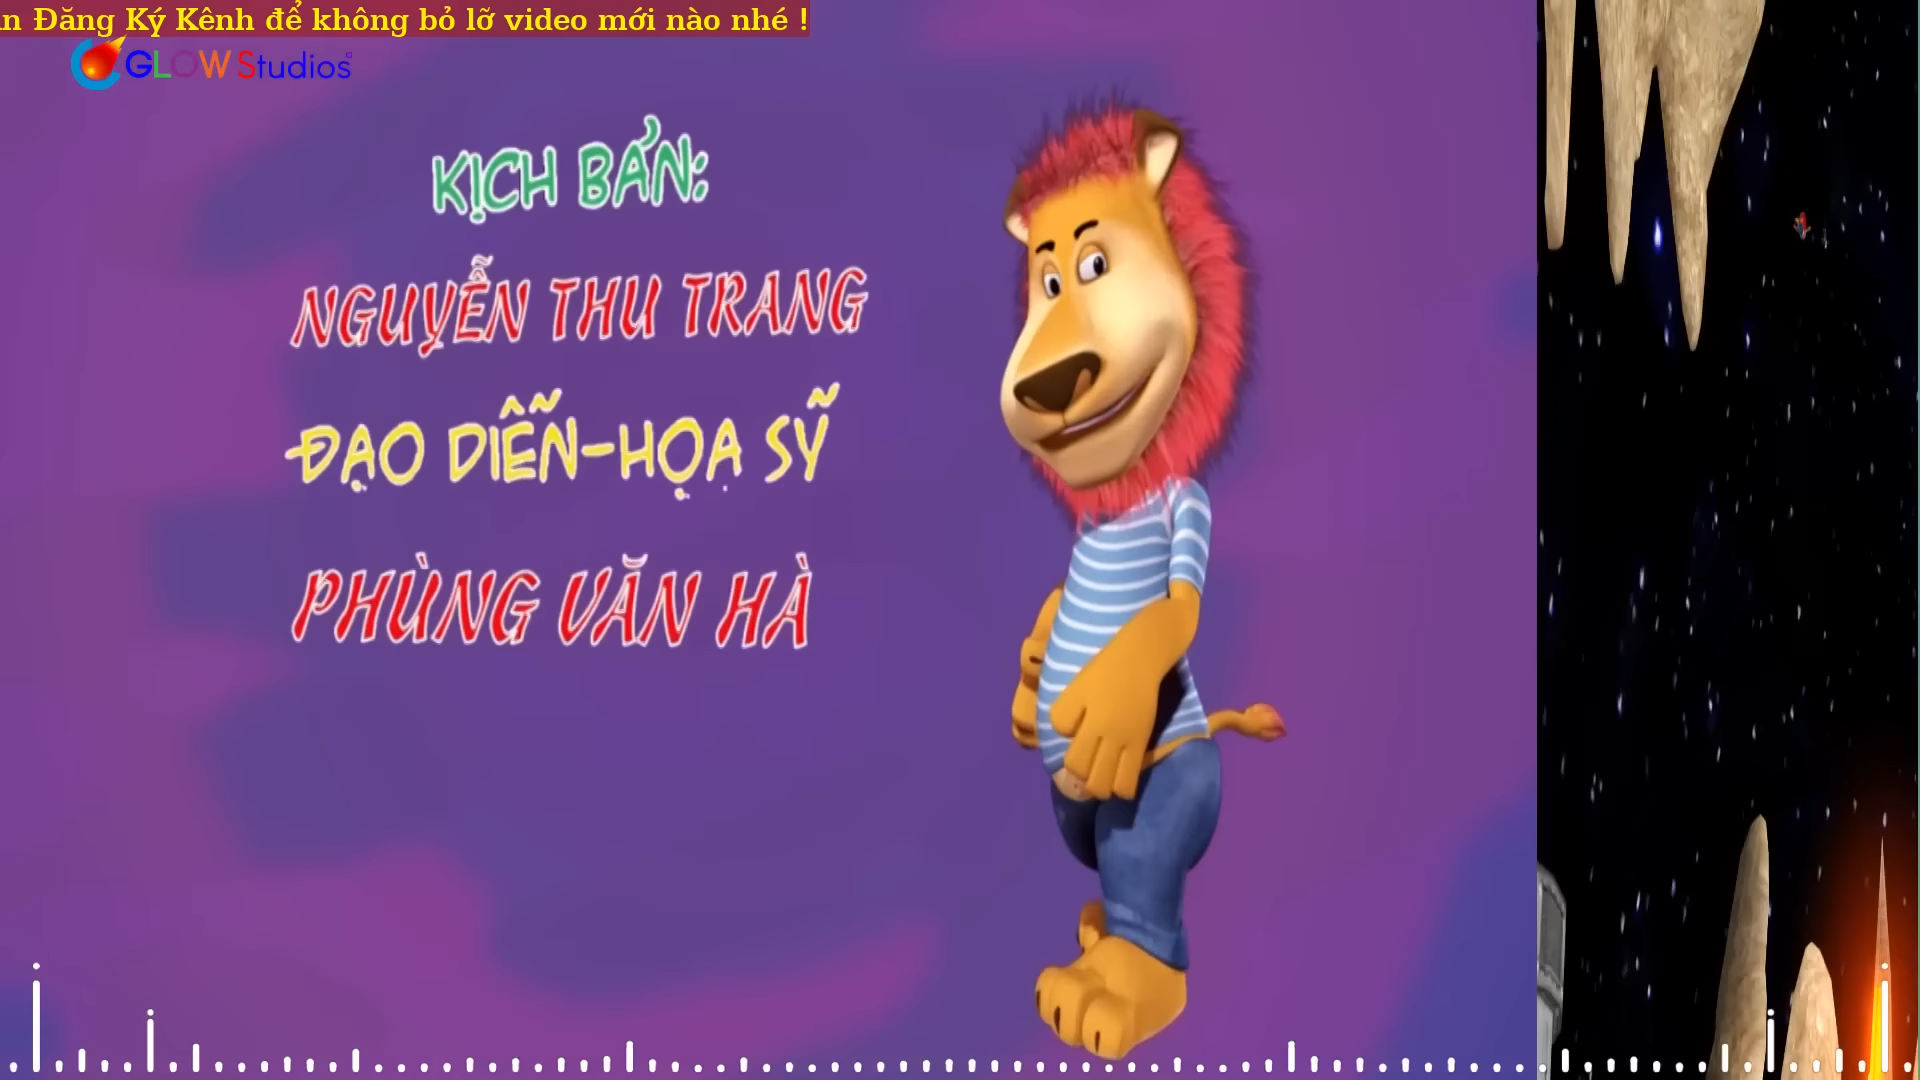 n Đăng Ký Kênh để không bỏ lỡ video mới nào nhé !
GLOW Studios
KỊCH BẢN:
NGUYỄN THU TRANG
ĐẠO DIỄN-HỌA SỸ
PHÙNG VĂN HÀ